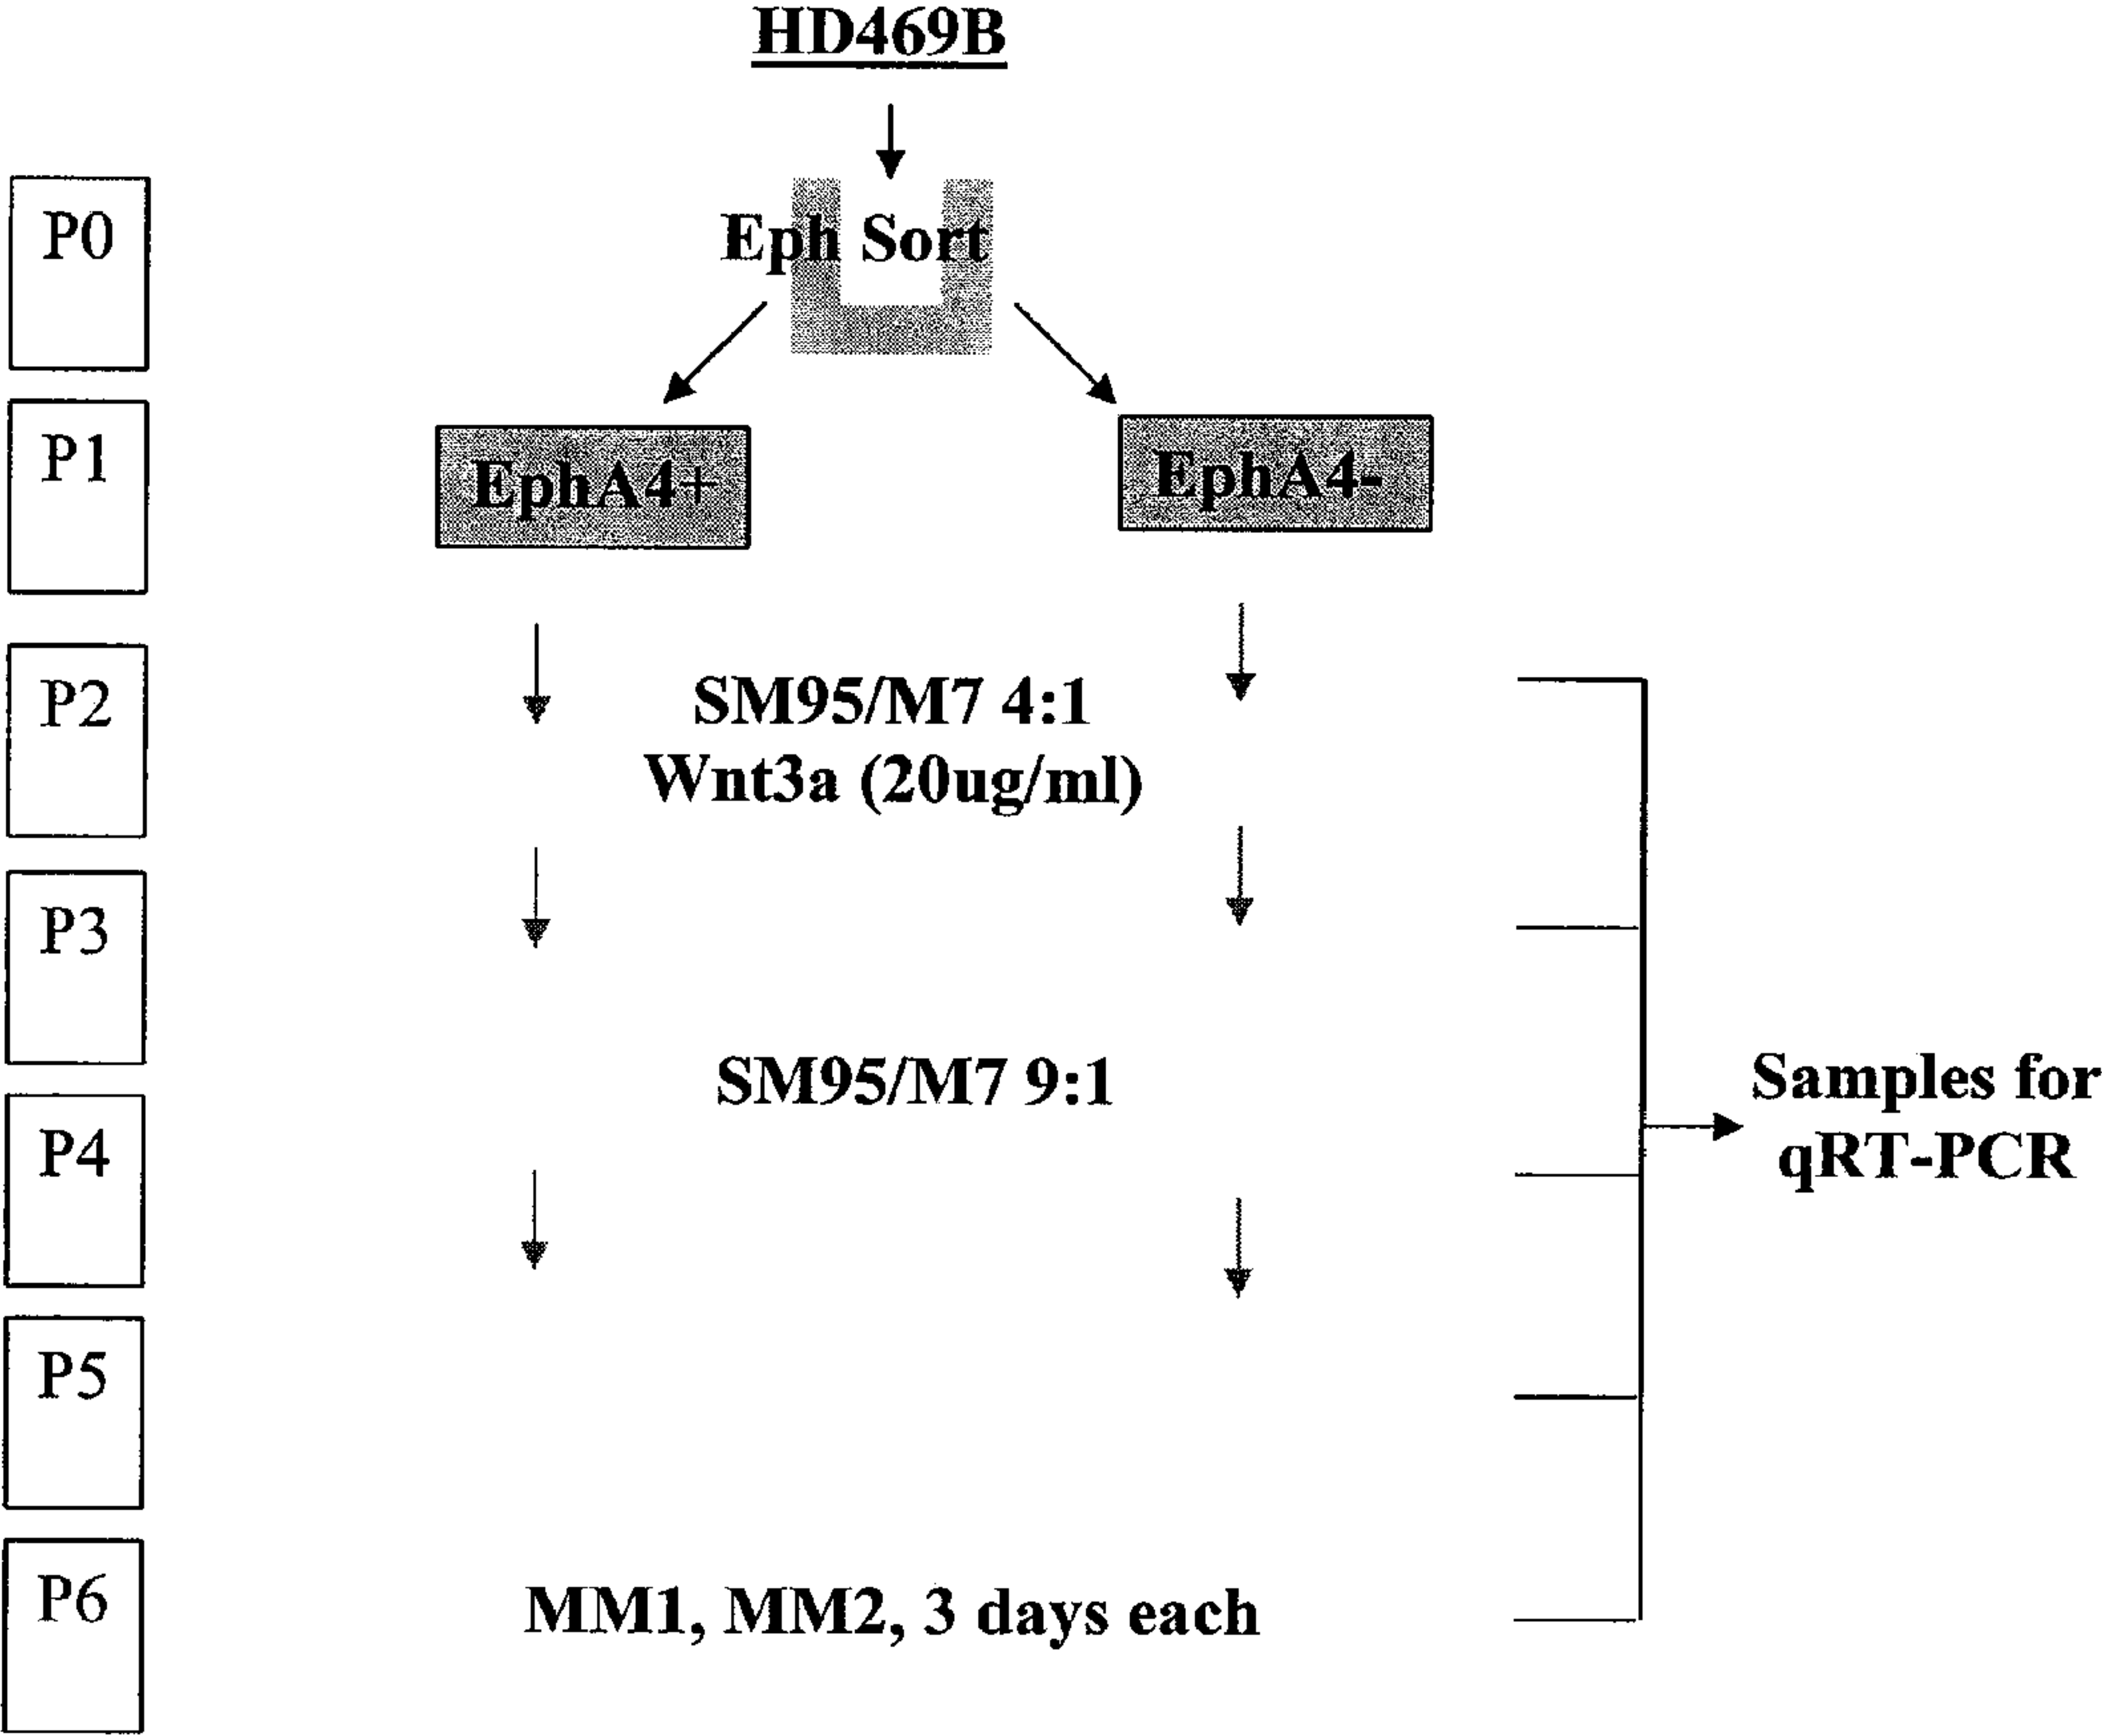 HD469B
P0
Eph Sort
P1
EphA4+
EphA4-
P2
SM95/M7 4:1
Wnt3a (20ug/ml)
P3
SM95/M7 9:1
Samples for
qRT-PCR
P4
P5
P6
MM1, MM2, 3 days each